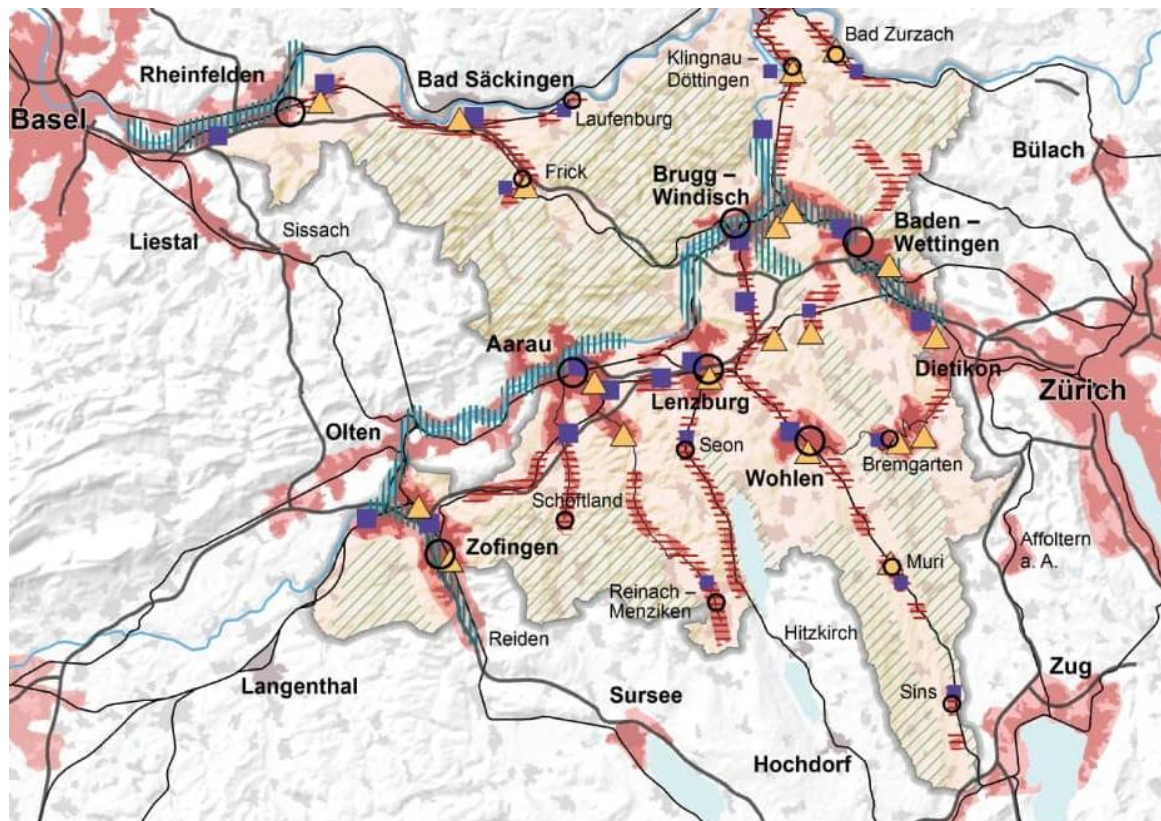 Bad Zurzach
Klingnau –
Döttingen
Rheinfelden
Bad Säckingen
Basel
Laufenburg
Bülach
Frick
Brugg –
Windisch
Baden –
Wettingen
Liestal
Sissach
Aarau
Dietikon
Zürich
Lenzburg
Olten
Seon
Wohlen
Bremgarten
Schöftland
Zofingen
Affoltern
a. A.
Muri
Reinach –
Menziken
Reiden
Hitzkirch
Langenthal
Sursee
Zug
Sins
Hochdorf